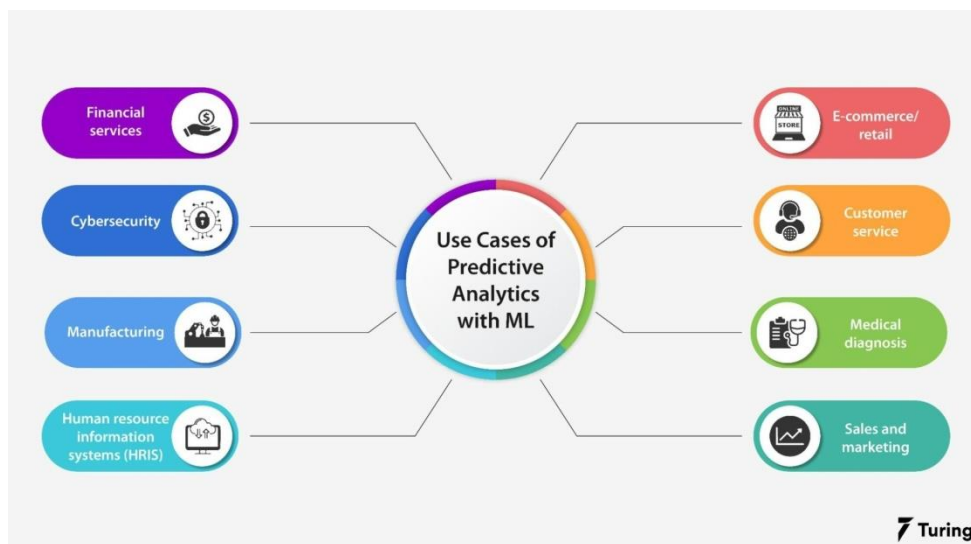 Financial
services
Cybersecurity
Manufacturing
Human resource
information
systems (HRIS)
Use Cases of
Predictive
Analytics
with ML
ONLINE
STORE
E-commerce/
retail
Customer
service
Medical
diagnosis
Sales and
marketing
Turing